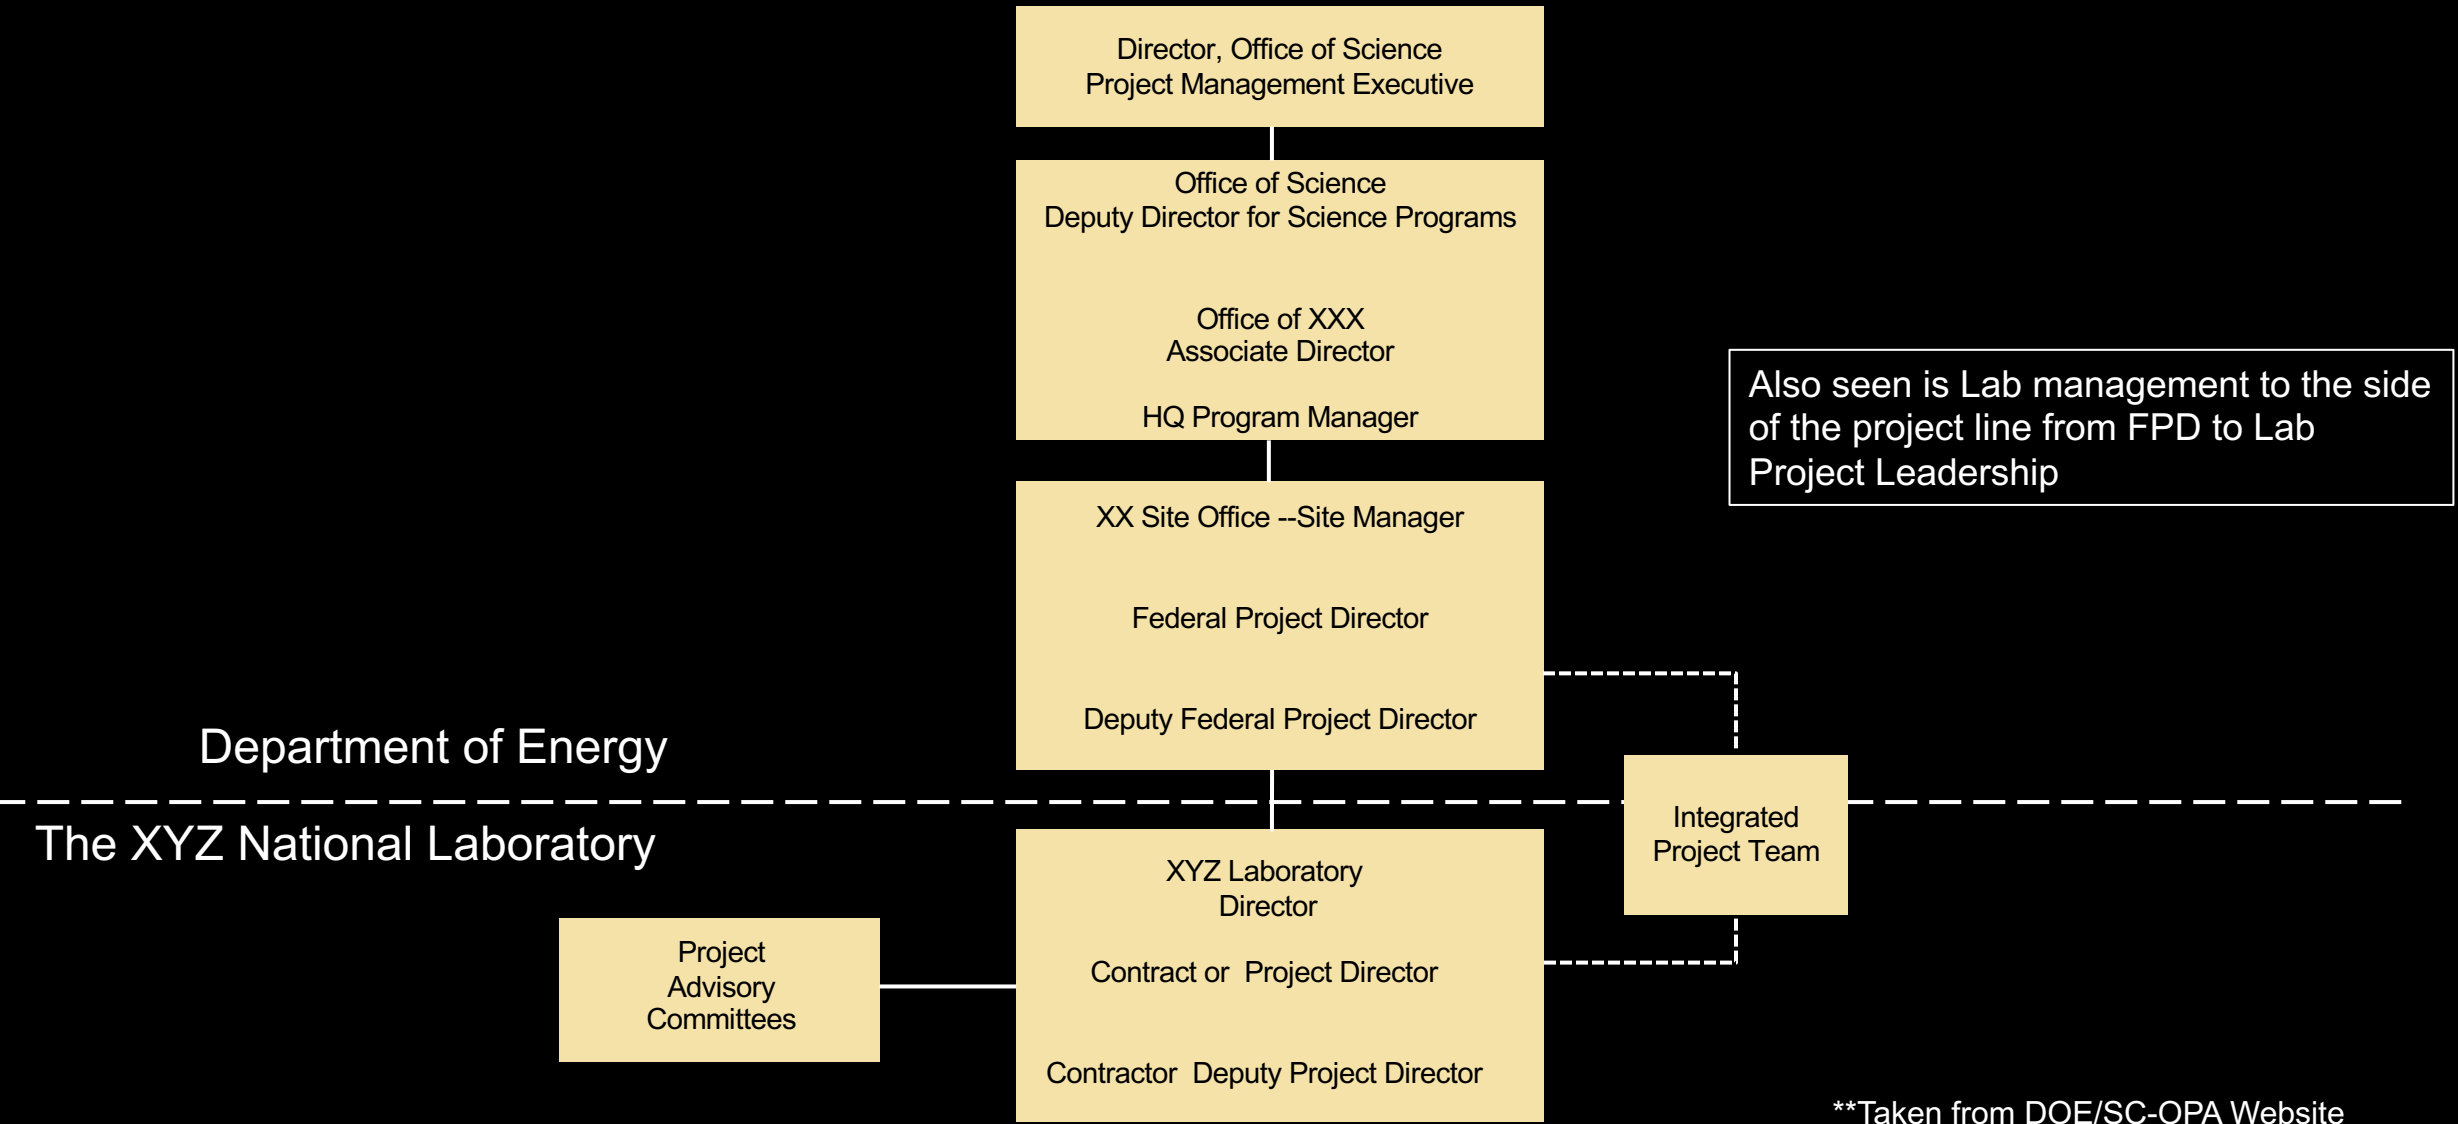 Director, Office of Science
Project Management Executive
Office of Science
Deputy Director for Science Programs
Office of XXX
Associate Director
HQ Program Manager
Also seen is Lab management to the side
of the project line from FPD to Lab
Project Leadership
XX Site Office --Site Manager
Federal Project Director
Deputy Federal Project Director
Department of Energy
The XYZ National Laboratory
Integrated
Project Team
XYZ Laboratory
Director
Contract or  Project Director
Contractor  Deputy Project Director
Project
Advisory
Committees
**Taken from DOE/SC-OPA Website